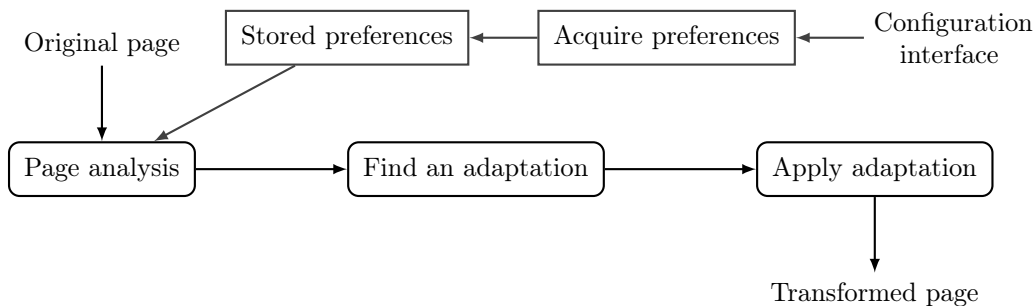 Original page
Stored preferences
Acquire preferences
Configuration
interface
Page analysis
Find an adaptation
Apply adaptation
Transformed page